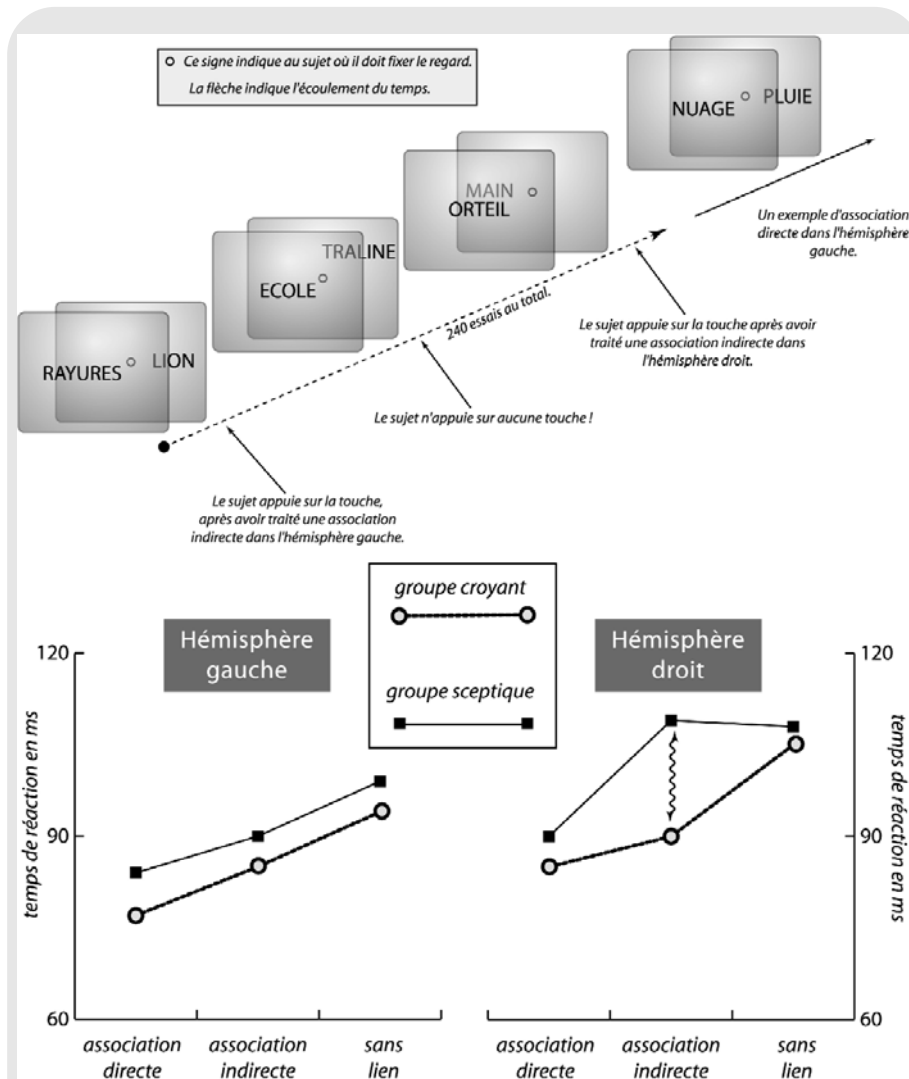 Ce signe indique au sujet où il doit fixer le regard.
La flèche indique l'écoulement du temps.
NUAGE PLUIE
MAIN
ORTEIL
TRALINE
ECOLE
RAYURES LION
Un exemple d'association
directe dans l'hémisphère
gauche.
240 essais au total.
Le sujet appuie sur la touche après avoir
traité une association indirecte dans
l'hémisphère droit.
Le sujet n'appuie sur aucune touche !
Le sujet appuie sur la touche,
après avoir traité une association
indirecte dans l'hémisphère gauche.
groupe croyant
groupe sceptique
Hémisphère
gauche
Hémisphère
droit
120
90
60
temps de réaction en ms
120
90
60
temps de réaction en ms
association
directe
association
indirecte
sans
lien
association
directe
association
indirecte
sans
lien